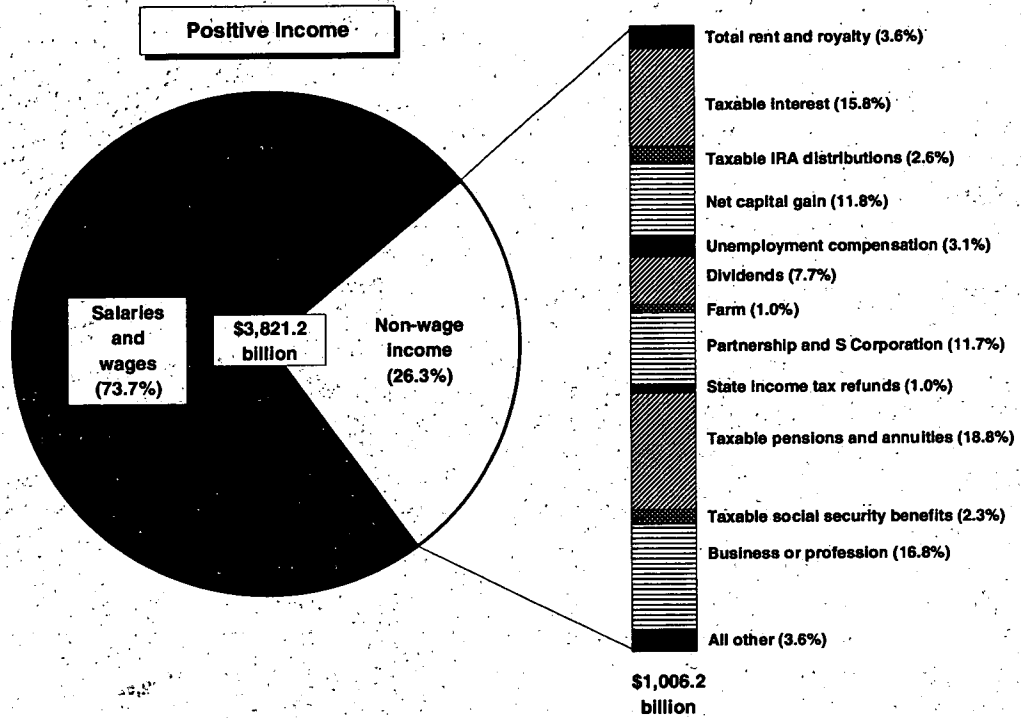 Positive Income
Salaries
and
wages
(73.7%)
$3,821.2
billion
Non-wage
income
(26.3%)
Total rent and royalty (3.6%)
Taxable interest (15.8%)
Taxable IRA distributions (2.6%)
Net capital gain (11.8%)
Unemployment compensation (3.1%)
Dividends (7.7%)
Farm (1.0%)
Partnership and S Corporation (11.7%)
State income tax refunds (1.0%)
Taxable pensions and annuities (18.8%)
Taxable social security benefits (2.3%)
Business or profession (16.8%)
All other (3.6%)
$1,006.2
billion